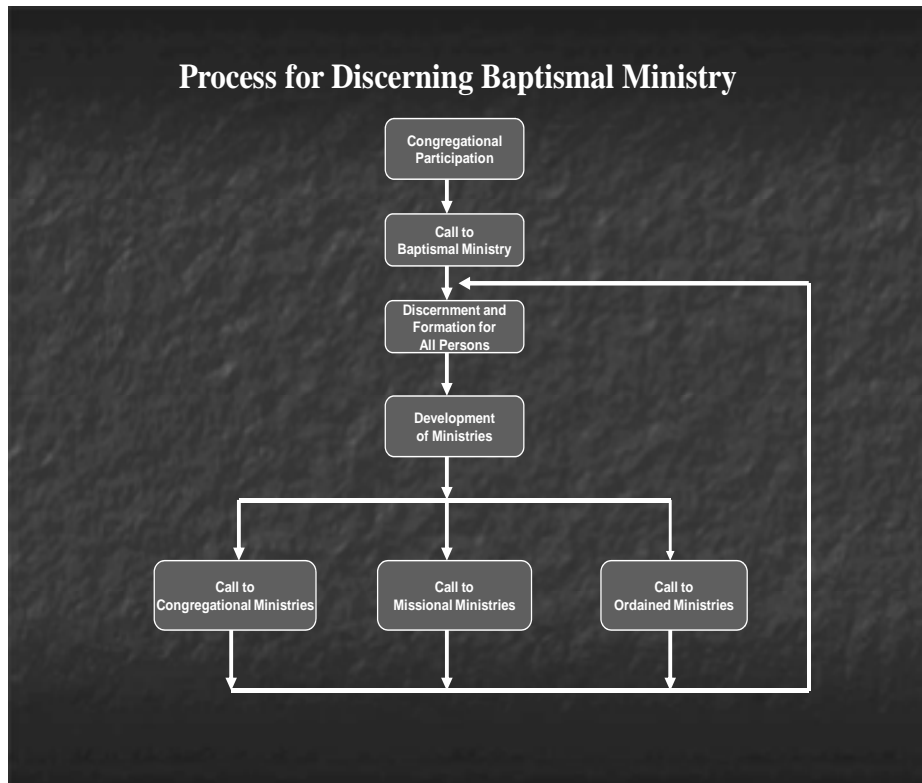 Process for Discerning Baptismal Ministry
Congregational
Participation
Call to
Baptismal Ministry
Discernment and
Formation for
All Persons
Development
of Ministries
Call to
Congregational Ministries
Call to
Missional Ministries
Call to
Ordained Ministries